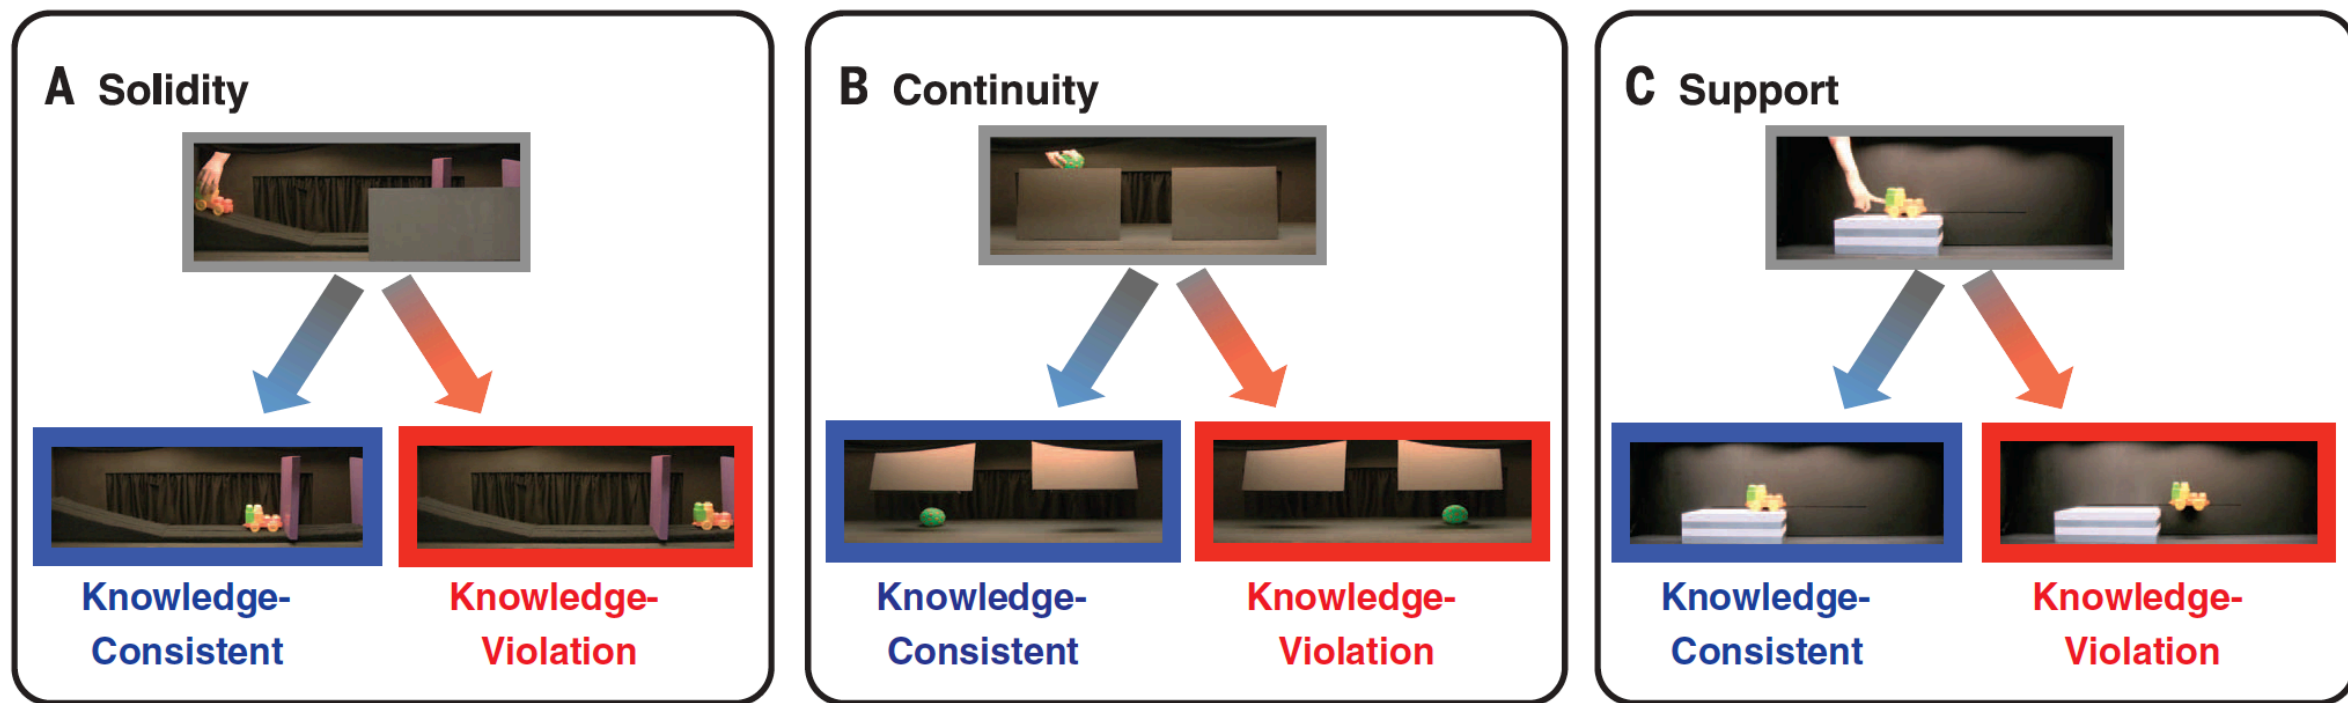 A Solidity
Knowledge-
Consistent
Knowledge-
Violation
B Continuity
Knowledge-
Consistent
Knowledge-
Violation
C Support
Knowledge-
Consistent
Knowledge-
Violation